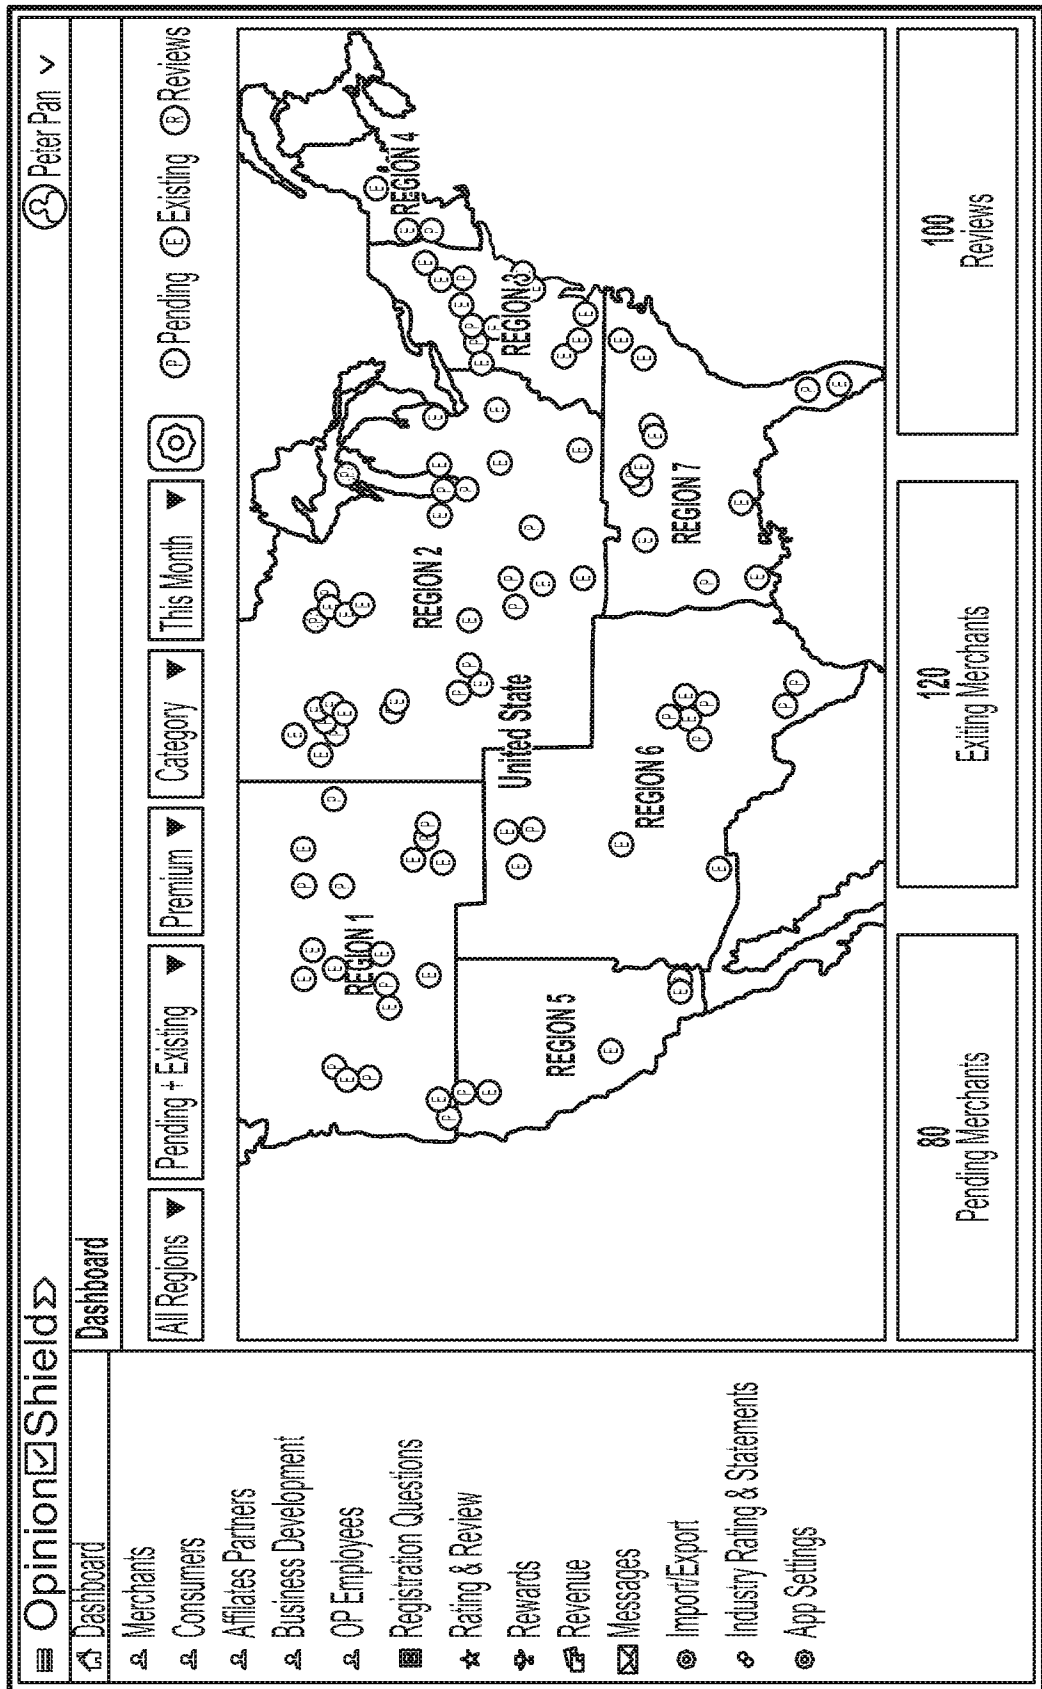 Opinion Shield
Peter Pan
Dashboard
Merchants
Consumers
Affilates Partners
Business Development
OP Employees
Registration Questions
Rating & Review
Rewards
Revenue
Messages
Import/Export
Industry Rating & Statements
App Settings
Dashboard
All Regions
Pending + Existing
Premium
Category
This Month
P Pending
E Existing
R Reviews
REGION 1
REGION 2
REGION 3
REGION 4
United State
REGION 5
REGION 6
REGION 7
80
Pending Merchants
120
Exiting Merchants
100
Reviews